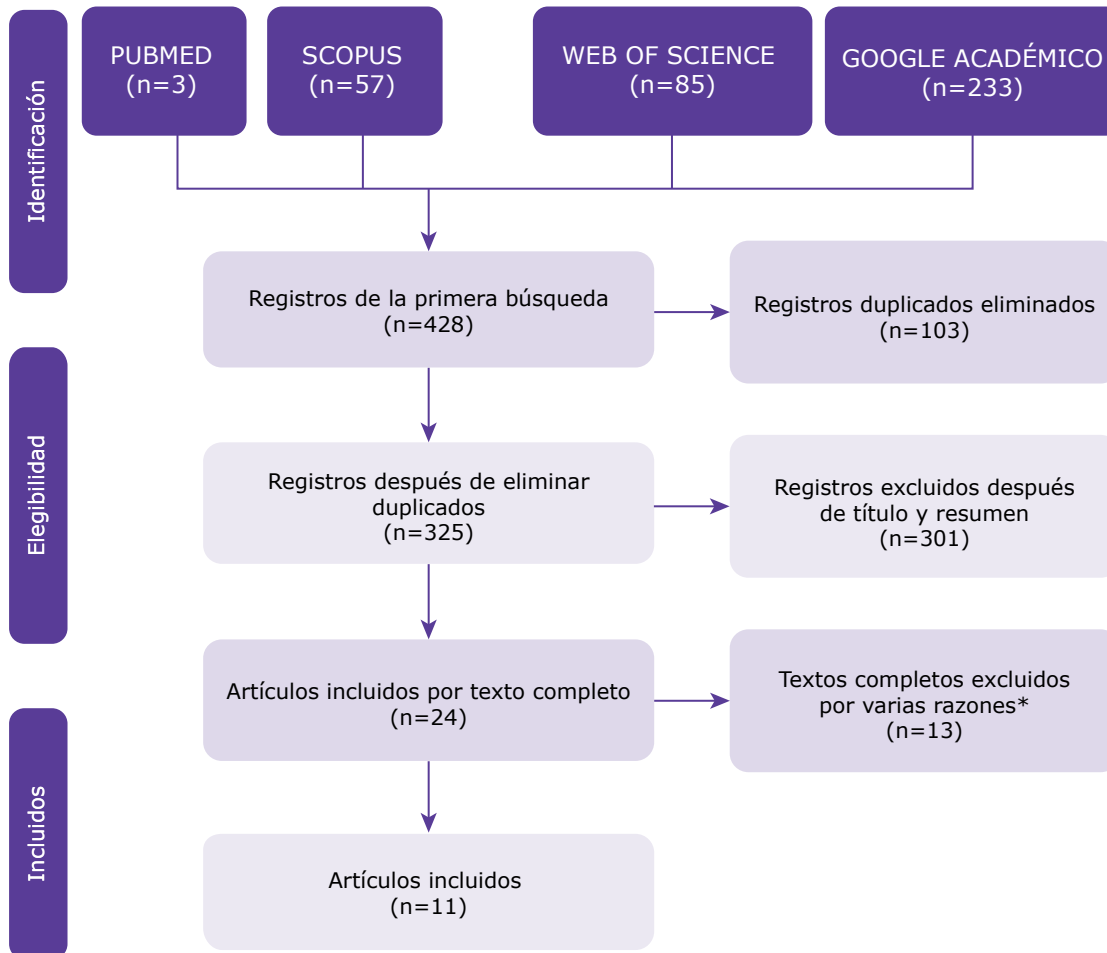 Identificación
PUBMED
(n=3)
SCOPUS
(n=57)
WEB OF SCIENCE
(n=85)
GOOGLE ACADÉMICO
(n=233)
Registros de la primera búsqueda
(n=428)
Registros duplicados eliminados
(n=103)
Elegibilidad
Registros después de eliminar
duplicados
(n=325)
Registros excluidos después
de título y resumen
(n=301)
Artículos incluidos por texto completo
(n=24)
Textos completos excluidos
por varias razones*
(n=13)
Incluidos
Artículos incluidos
(n=11)